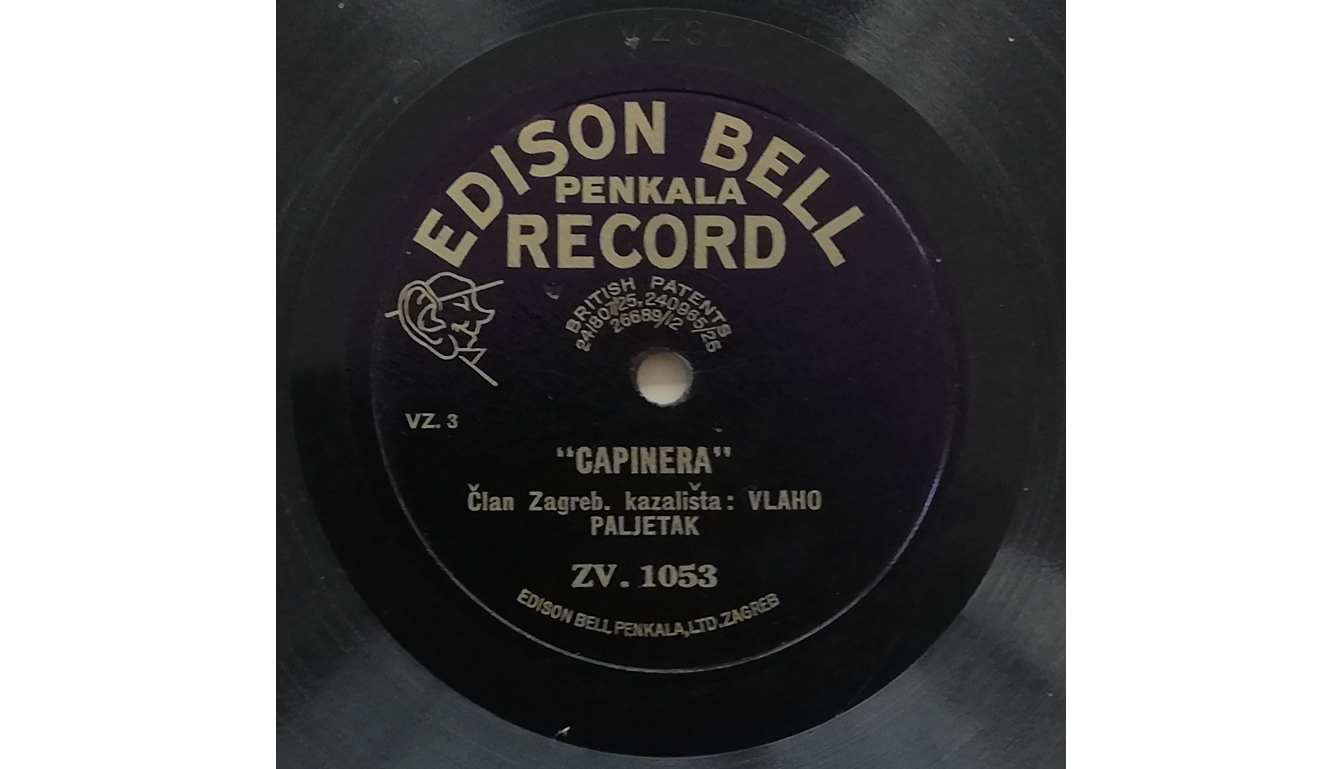 EDISON BELL
PENKALA
RECORD
BRITISH PATENTS
241807/25, 240985/25
26689/12
VZ. 3
“CAPINERA”
Član Zagreb. kazališta: VLAHO
PALJETAK
ZV. 1053
EDISON BELL PENKALA, LTD. ZAGREB